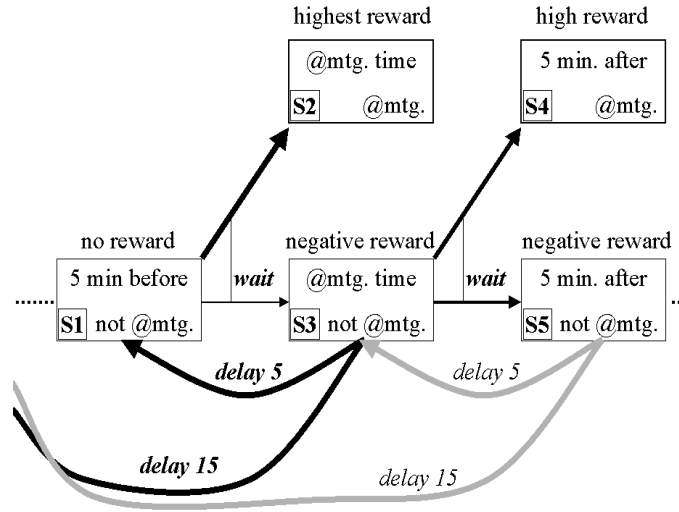 highest reward
high reward
@mtg. time
S2 @mtg.
5 min. after
S4 @mtg.
no reward
negative reward
negative reward
5 min before
S1 not @mtg.
wait
@mtg. time
S3 not @mtg.
wait
5 min. after
S5 not @mtg.
delay 5
delay 5
delay 15
delay 15